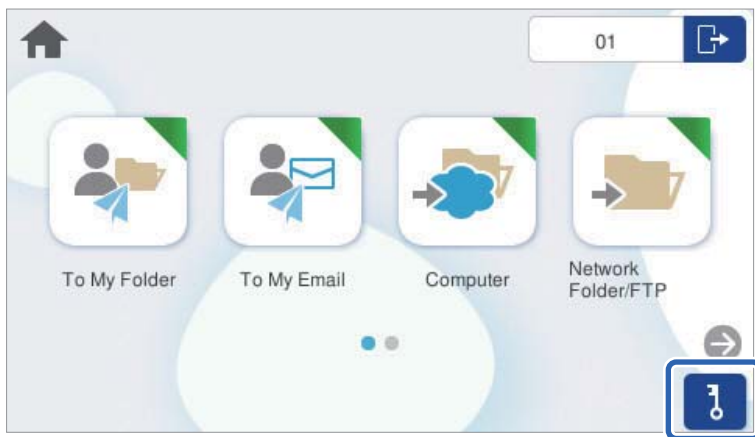 01
To My Folder
To My Email
Computer
Network
Folder/FTP